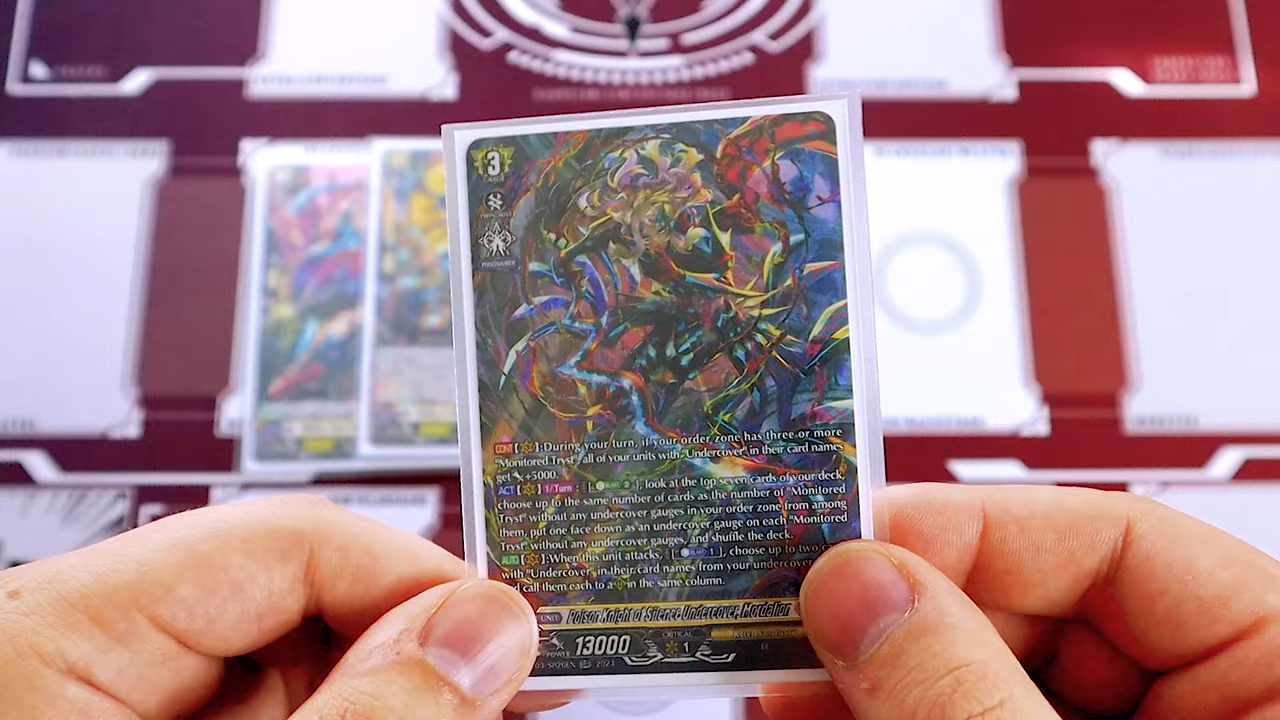 3
GRADE
TWIN DRIVE
CONT【 】:During your turn, if your order zone has three or more
"Monitored Tryst", all of your units with "Undercover" in their card names
get +5000.
ACT【 】1/Turn : [ BLAST 2 ], look at the top seven cards of your deck,
choose up to the same number of cards as the number of "Monitored
Tryst" without any undercover gauges in your order zone from among
them, put one face down as an undercover gauge on each "Monitored
Tryst" without any undercover gauges, and shuffle the deck.
AUTO【 】:When this unit attacks, [ BLAST 1 ], choose up to two
with "Undercover" in their card names from your undercover
call them each to a in the same column.
UNIT Poison Knight of Silence Undercover, Mordalion
POWER 13000 CRITICAL 1
2023